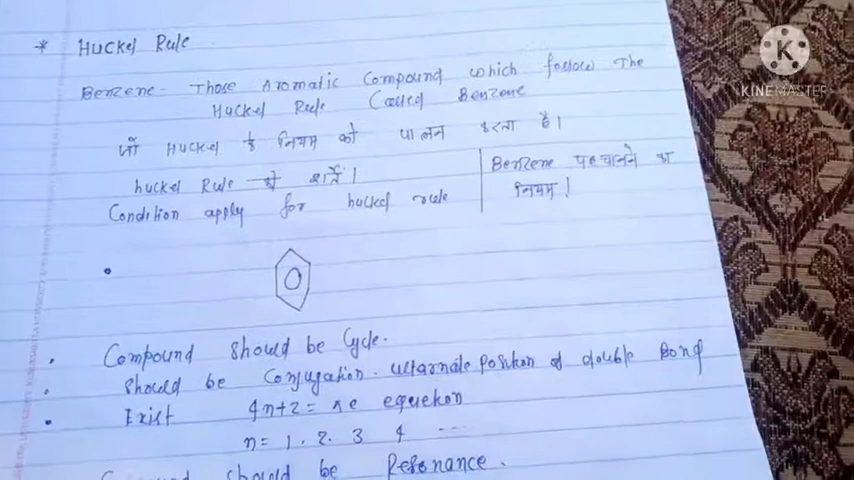 * Huckel Rule
Benzene - Those Aromatic Compound which follow The
Huckel Rule Called Benzene
जो Huckel के नियम को पालन करता है।
huckel Rule की शर्तें।
Condition apply for huckel rule
Benzene पहचानने का
नियम!
• Compound should be Cycle.
• should be Conjugation. alternate position of double Bond
• Exist 4n+2 = πe equation
n = 1, 2, 3 4 ---
should be Resonance.
K
KINEMASTER